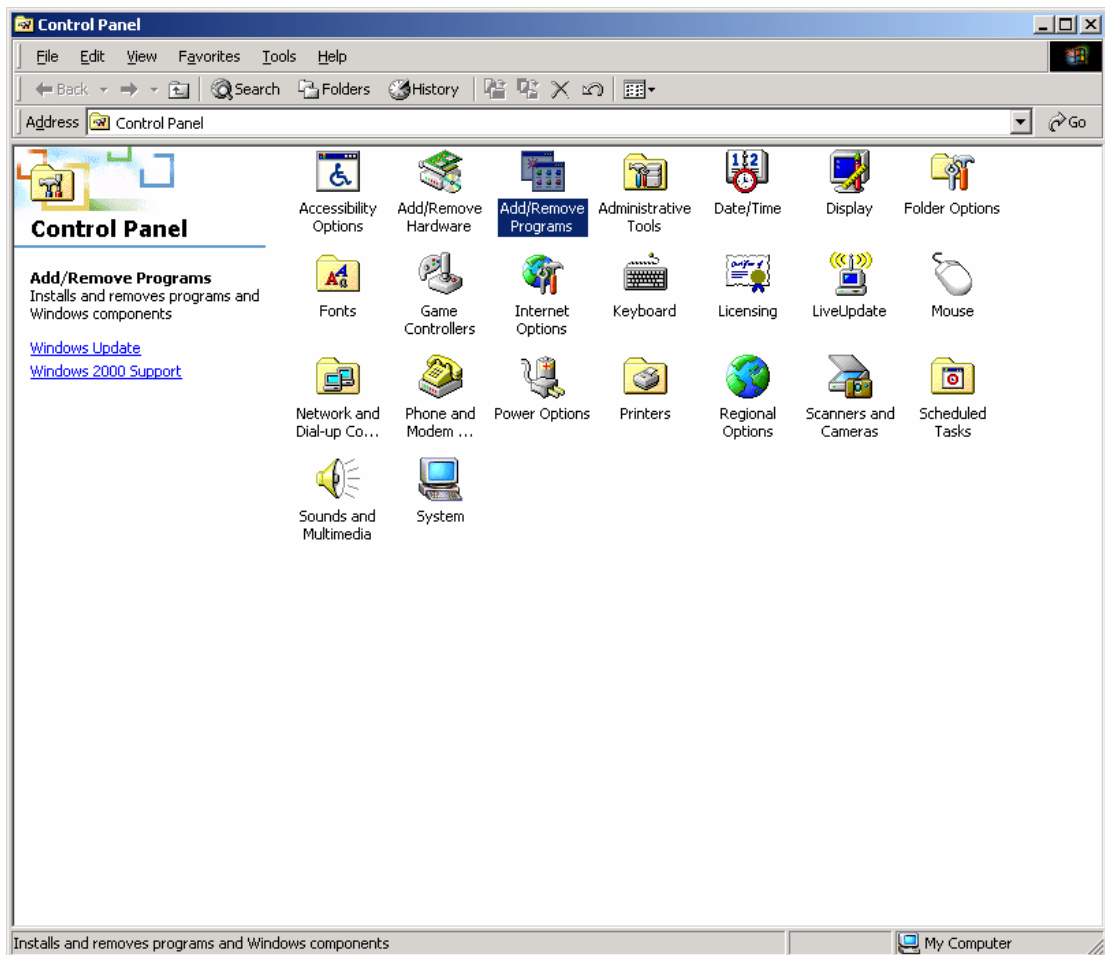 Control Panel
File Edit View Favorites Tools Help
Back Search Folders History
Address Control Panel Go
Control Panel
Add/Remove Programs
Installs and removes programs and
Windows components
Windows Update
Windows 2000 Support
Accessibility
Options
Add/Remove
Hardware
Add/Remove
Programs
Administrative
Tools
Date/Time
Display
Folder Options
Fonts
Game
Controllers
Internet
Options
Keyboard
Licensing
LiveUpdate
Mouse
Network and
Dial-up Co...
Phone and
Modem ...
Power Options
Printers
Regional
Options
Scanners and
Cameras
Scheduled
Tasks
Sounds and
Multimedia
System
Installs and removes programs and Windows components
My Computer